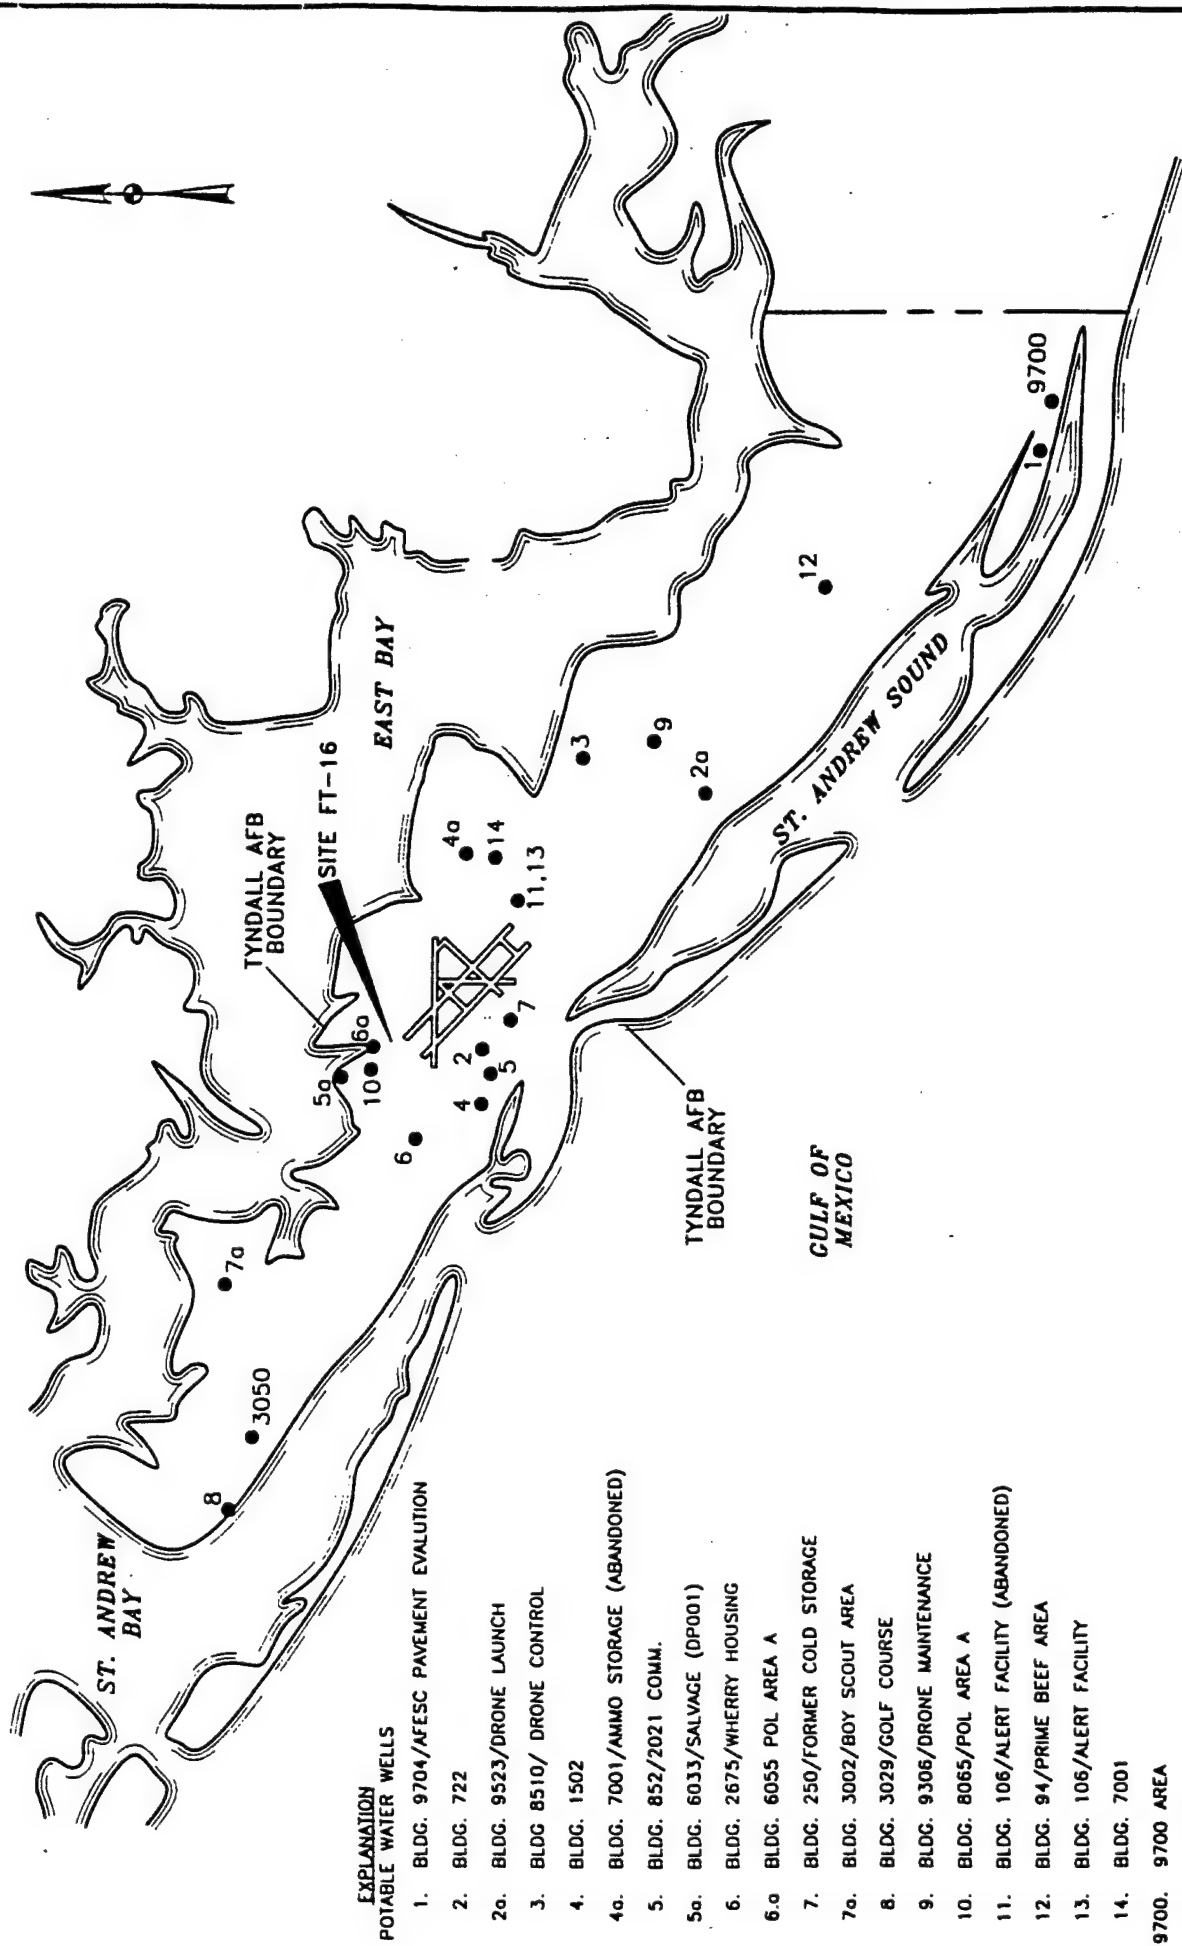 ST. ANDREW
BAY
8
3050
7a
TYNDALL AFB
BOUNDARY
SITE FT-16
EAST BAY
5a
6a
10
6
4
2
5
7
4a
14
11,13
3
9
2a
12
1
9700
ST. ANDREW SOUND
TYNDALL AFB
BOUNDARY
GULF OF
MEXICO
EXPLANATION
POTABLE WATER WELLS
1. BLDG. 9704/AFESC PAVEMENT EVALUTION
2. BLDG. 722
2a. BLDG. 9523/DRONE LAUNCH
3. BLDG 8510/ DRONE CONTROL
4. BLDG. 1502
4a. BLDG. 7001/AMMO STORAGE (ABANDONED)
5. BLDG. 852/2021 COMM.
5a. BLDG. 6033/SALVAGE (DP001)
6. BLDG. 2675/WHERRY HOUSING
6.a BLDG. 6055 POL AREA A
7. BLDG. 250/FORMER COLD STORAGE
7a. BLDG. 3002/BOY SCOUT AREA
8. BLDG. 3029/GOLF COURSE
9. BLDG. 9306/DRONE MAINTENANCE
10. BLDG. 8065/POL AREA A
11. BLDG. 106/ALERT FACILITY (ABANDONED)
12. BLDG. 94/PRIME BEEF AREA
13. BLDG. 106/ALERT FACILITY
14. BLDG. 7001
9700. 9700 AREA